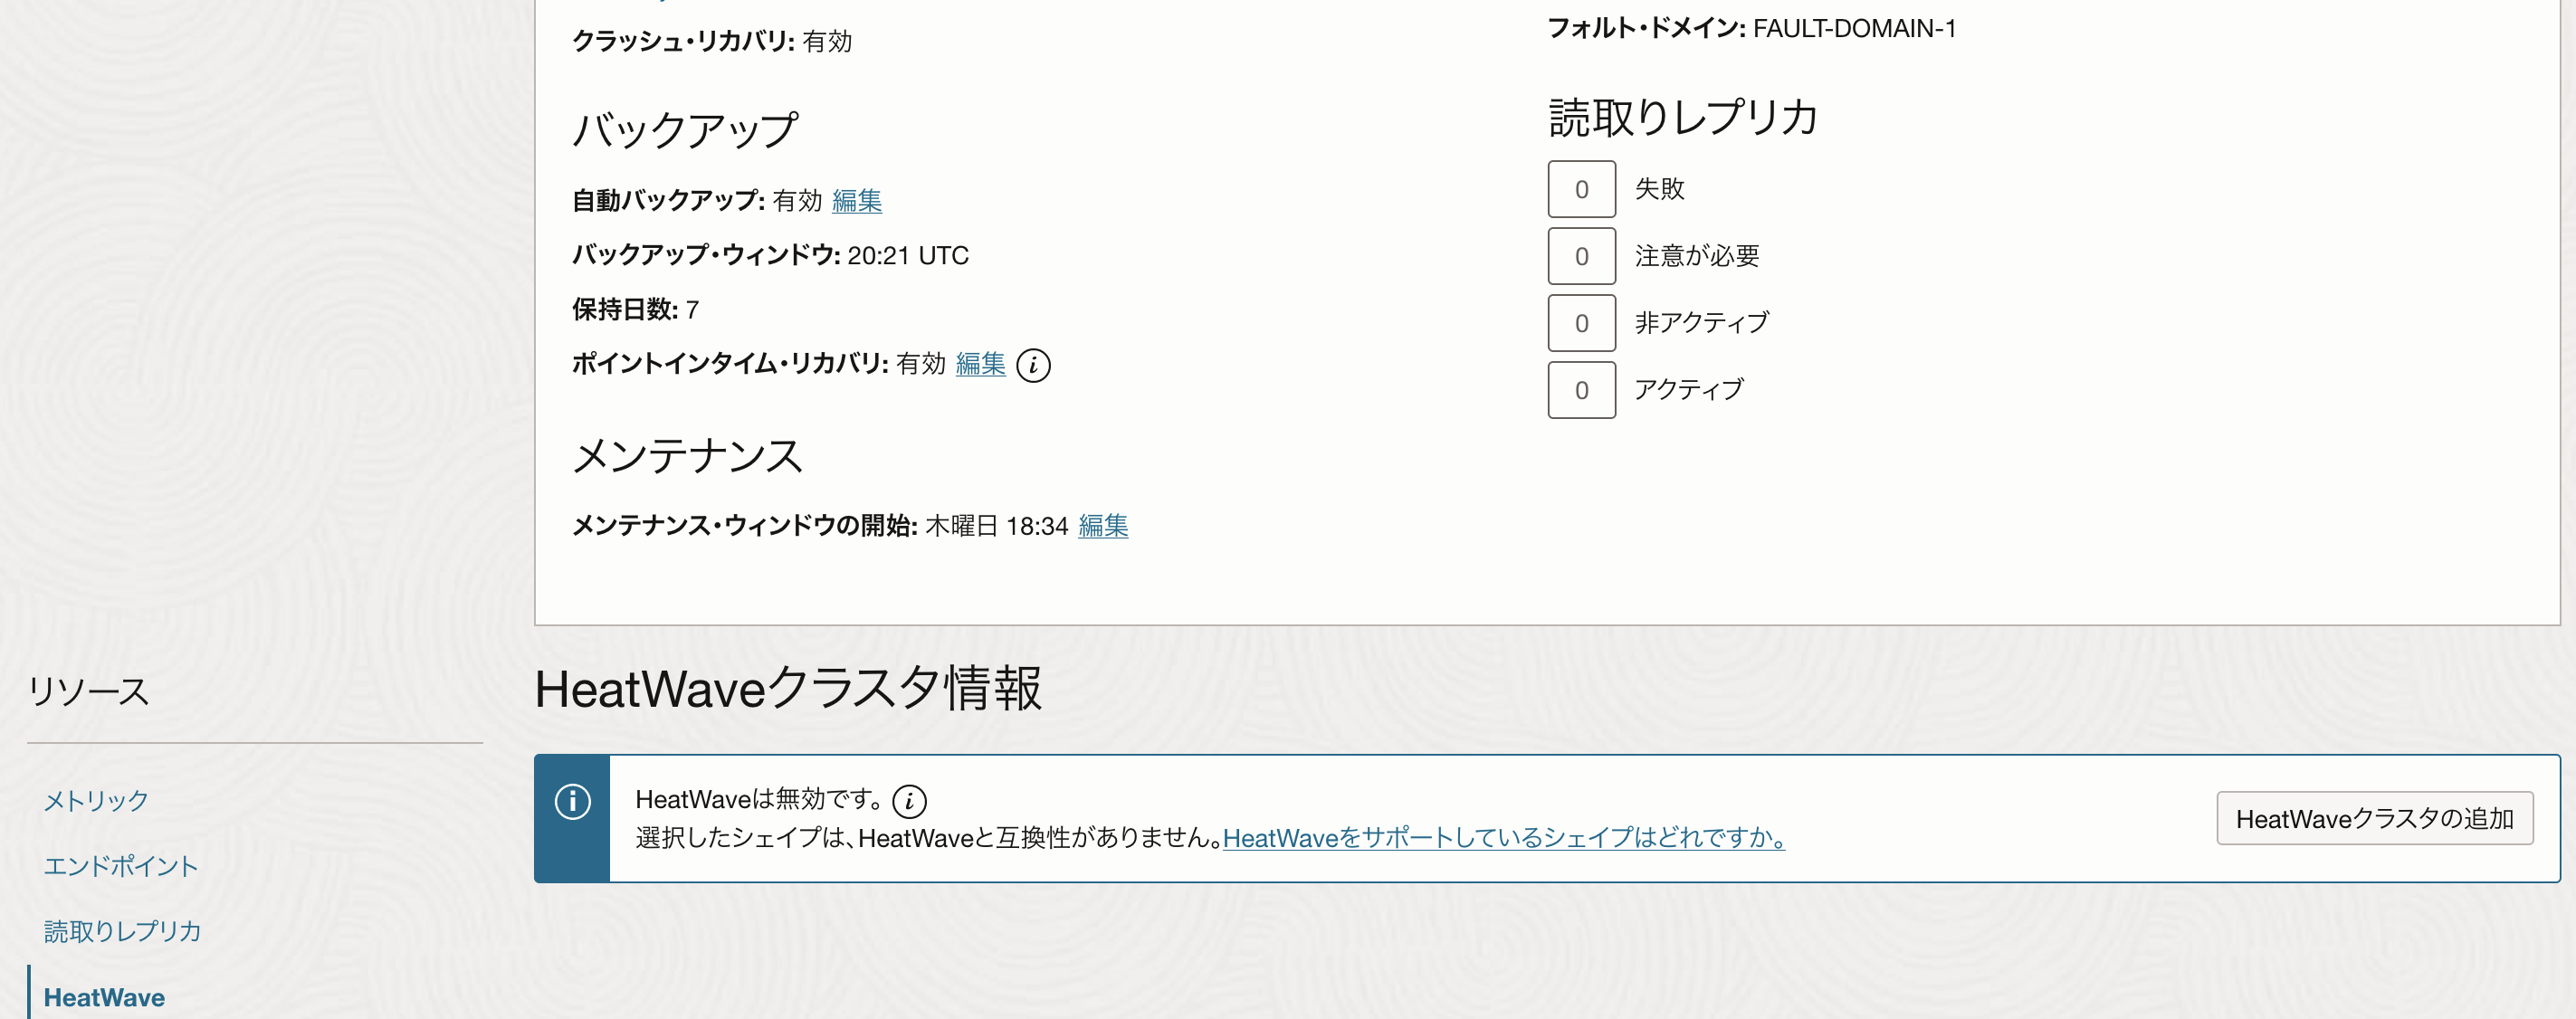 クラッシュ・リカバリ: 有効
バックアップ
自動バックアップ: 有効 編集
バックアップ・ウィンドウ: 20:21 UTC
保持日数: 7
ポイントインタイム・リカバリ: 有効 編集
メンテナンス
メンテナンス・ウィンドウの開始: 木曜日 18:34 編集
フォルト・ドメイン: FAULT-DOMAIN-1
読取りレプリカ
0 失敗
0 注意が必要
0 非アクティブ
0 アクティブ
リソース
メトリック
エンドポイント
読取りレプリカ
HeatWave
HeatWaveクラスタ情報
HeatWaveは無効です。
選択したシェイプは、HeatWaveと互換性がありません。HeatWaveをサポートしているシェイプはどれですか。
HeatWaveクラスタの追加